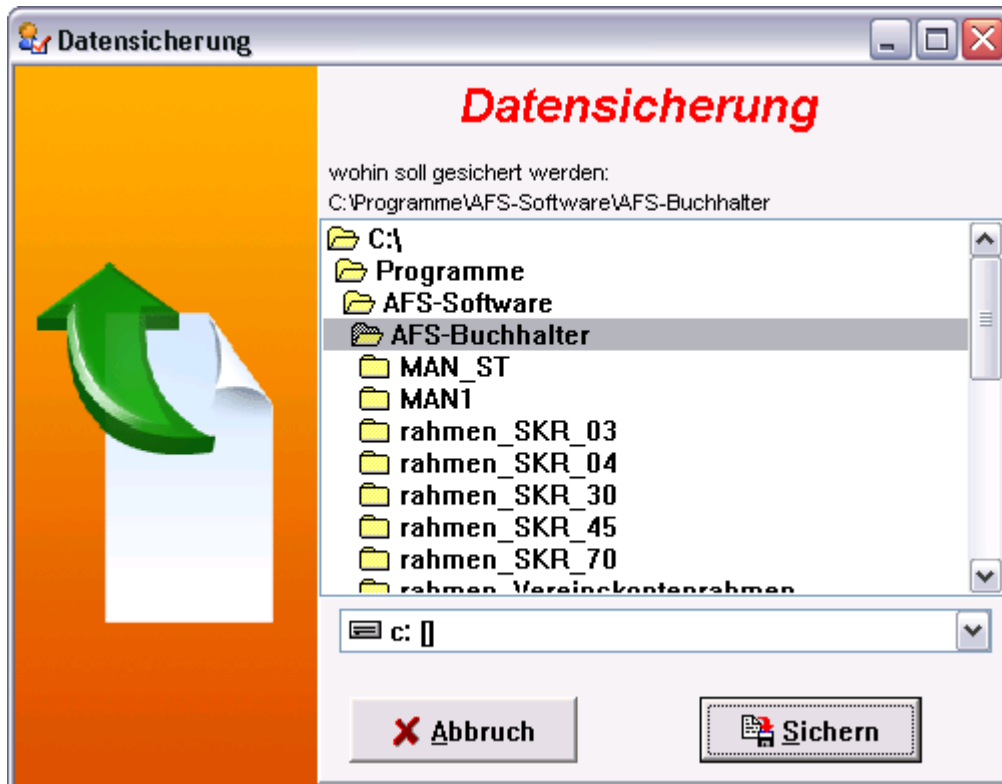 Datensicherung
Datensicherung
wohin soll gesichert werden:
C:\Programme\AFS-Software\AFS-Buchhalter
C:\
Programme
AFS-Software
AFS-Buchhalter
MAN_ST
MAN1
rahmen_SKR_03
rahmen_SKR_04
rahmen_SKR_30
rahmen_SKR_45
rahmen_SKR_70
rahmen_Vereinckontenrahmen
c: []
Abbruch
Sichern